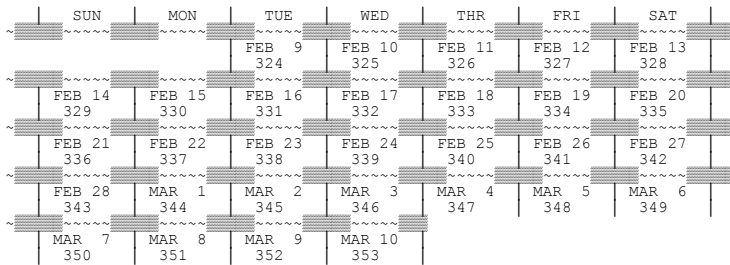 SUN MON TUE WED THR FRI SAT
FEB 9 FEB 10 FEB 11 FEB 12 FEB 13
324 325 326 327 328
FEB 14 FEB 15 FEB 16 FEB 17 FEB 18 FEB 19 FEB 20
329 330 331 332 333 334 335
FEB 21 FEB 22 FEB 23 FEB 24 FEB 25 FEB 26 FEB 27
336 337 338 339 340 341 342
FEB 28 MAR 1 MAR 2 MAR 3 MAR 4 MAR 5 MAR 6
343 344 345 346 347 348 349
MAR 7 MAR 8 MAR 9 MAR 10
350 351 352 353